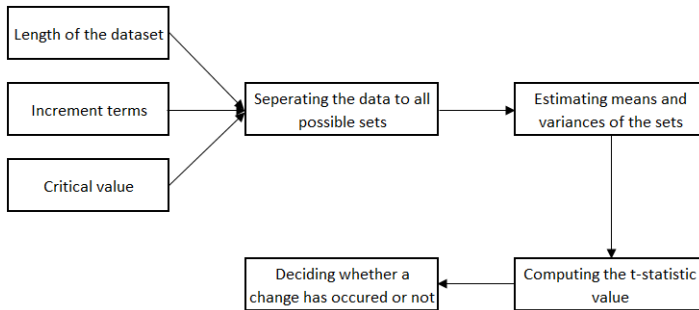 Length of the dataset
Increment terms
Critical value
Seperating the data to all
possible sets
Estimating means and
variances of the sets
Computing the t-statistic
value
Deciding whether a
change has occured or not